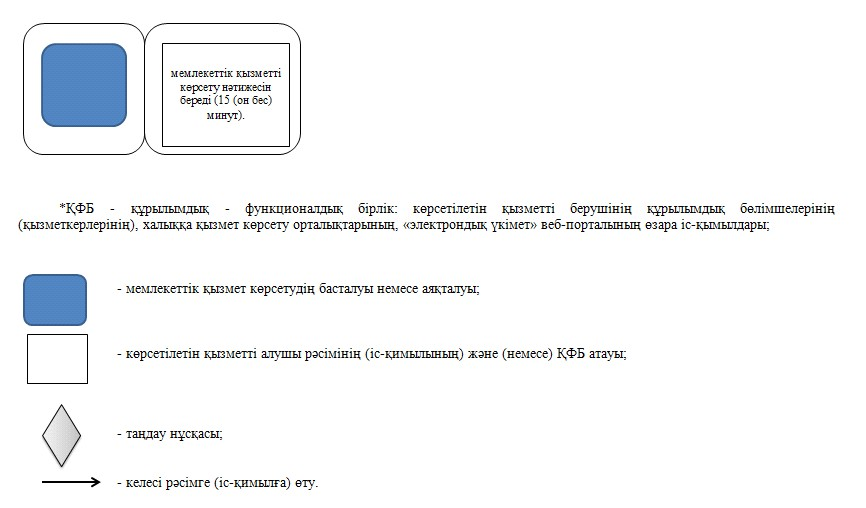 мемлекеттік қызметті
көрсету нәтижесін
береді (15 (он бес)
минут).
*ҚФБ - құрылымдық - функционалдық бірлік: көрсетілетін қызметті берушінің құрылымдық бөлімшелерінің
(қызметкерлерінің), халыққа қызмет көрсету орталықтарының, «электрондық үкімет» веб-порталының өзара іс-қымылдары;
- мемлекеттік қызмет көрсетудің басталуы немесе аяқталуы;
- көрсетілетін қызметті алушы рәсімінің (іс-қимылының) және (немесе) ҚФБ атауы;
- таңдау нұсқасы;
- келесі рәсімге (іс-қимылға) өту.